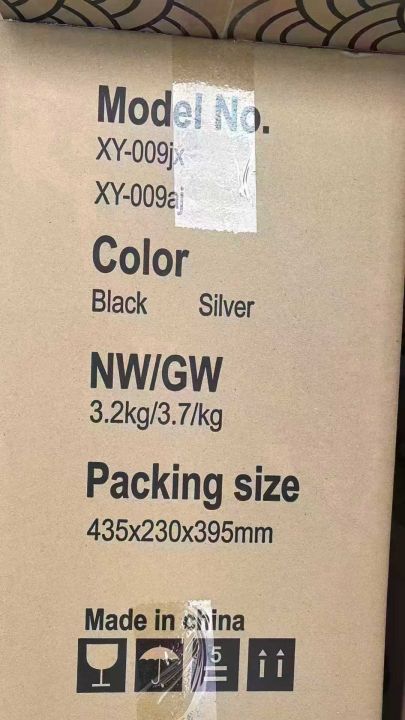 Model No.
XY-009jx
XY-009aj
Color
Black Silver
NW/GW
3.2kg/3.7/kg
Packing size
435x230x395mm
Made in china
5